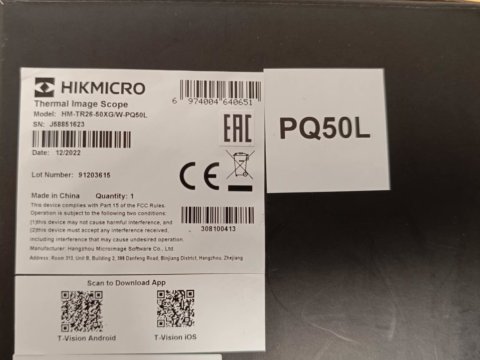 HIKMICRO
Thermal Image Scope
Model: HM-TR26-50XG/W-PQ50L
SN: J58851623
6 974004 640651
EAC
PQ50L
Date: 12/2022
Lot Number: 91203615
CE
Made in China Quantity: 1
This device complies with Part 15 of the FCC Rules.
Operation is subject to the following two conditions:
(1)this device may not cause harmful interference, and
(2)this device must accept any interference received,
including interference that may cause undesired operation.
308100413
Manufacturer: Hangzhou Microimage Software Co., Ltd.
Address: Room 313, Unit B, Building 2, 399 Danfeng Road, Binjiang District, Hangzhou, Zhejiang
Scan to Download App
T-Vision Android T-Vision iOS